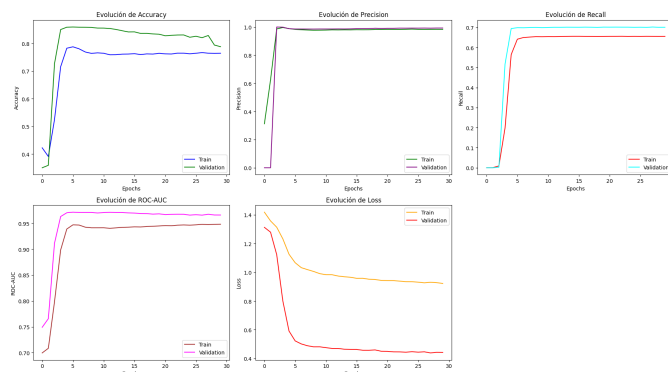 Evolución de Accuracy
Accuracy
0.8
0.7
0.6
0.5
0.4
0 5 10 15 20 25 30
Epochs
Train
Validation
Evolución de Precision
Precision
1.0
0.8
0.6
0.4
0.2
0.0
0 5 10 15 20 25 30
Epochs
Train
Validation
Evolución de Recall
Recall
0.7
0.6
0.5
0.4
0.3
0.2
0.1
0.0
0 5 10 15 20 25
Epochs
Train
Validation
Evolución de ROC-AUC
ROC-AUC
0.95
0.90
0.85
0.80
0.75
0.70
0 5 10 15 20 25 30
Train
Validation
Evolución de Loss
Loss
1.4
1.2
1.0
0.8
0.6
0.4
0 5 10 15 20 25 30
Train
Validation